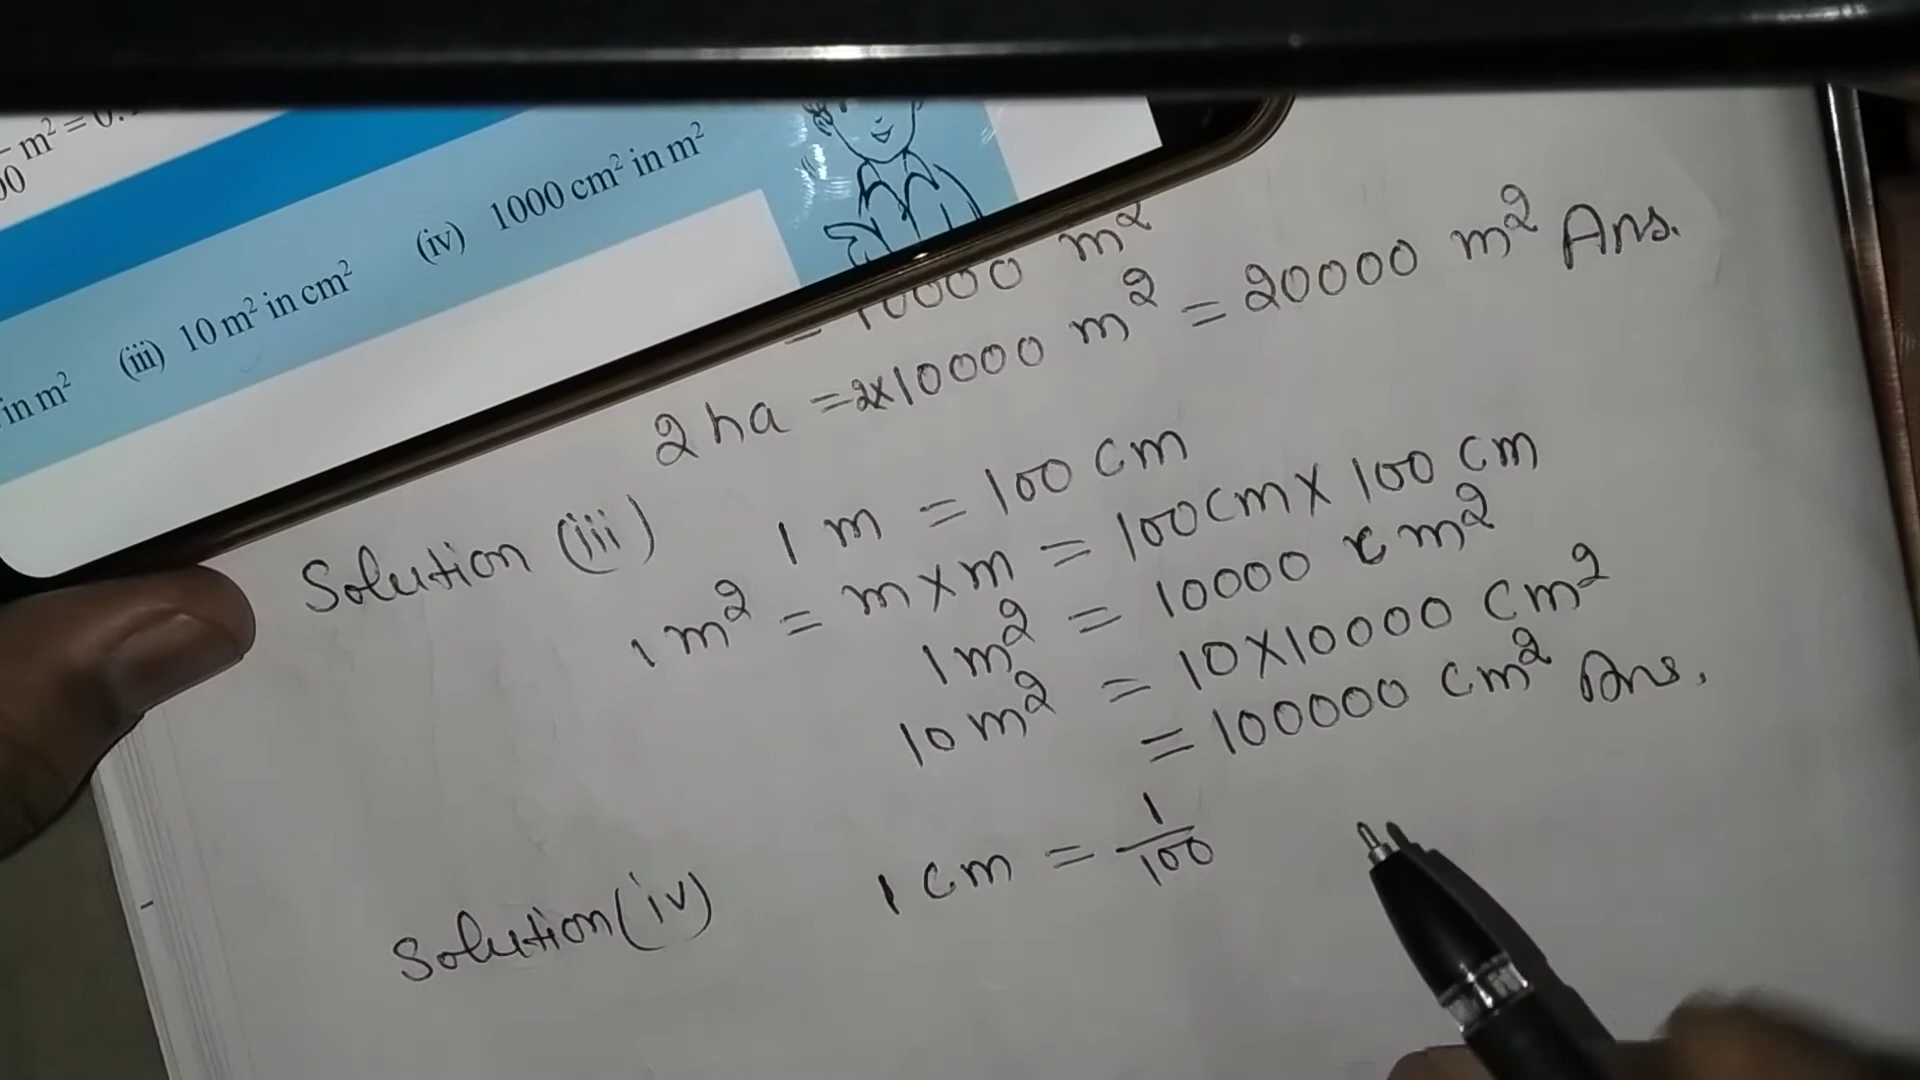 m² = 0.
00
in m² (iii) 10 m² in cm² (iv) 1000 cm² in m²
= 10000 m²
2 ha = 2×10000 m² = 20000 m² Ans.
Solution (iii) 1 m = 100 cm
1 m² = m × m = 100 cm × 100 cm
1 m² = 10000 cm²
10 m² = 10×10000 cm²
= 100000 cm² Ans.
Solution (iv) 1 cm = 1/100